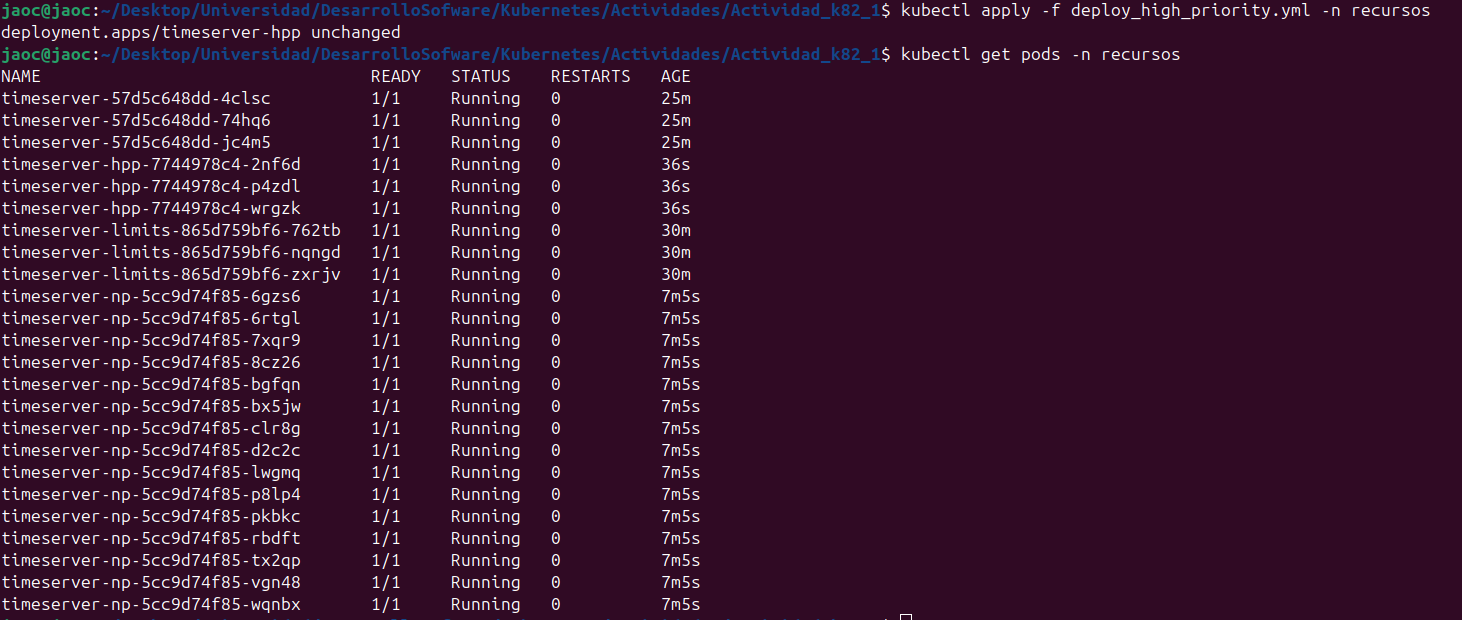 jaoc@jaoc:~/Desktop/Universidad/DesarrolloSofware/Kubernetes/Actividades/Actividad_k82_1$ kubectl apply -f deploy_high_priority.yml -n recursos
deployment.apps/timeserver-hpp unchanged
jaoc@jaoc:~/Desktop/Universidad/DesarrolloSofware/Kubernetes/Actividades/Actividad_k82_1$ kubectl get pods -n recursos
NAME READY STATUS RESTARTS AGE
timeserver-57d5c648dd-4clsc 1/1 Running 0 25m
timeserver-57d5c648dd-74hq6 1/1 Running 0 25m
timeserver-57d5c648dd-jc4m5 1/1 Running 0 25m
timeserver-hpp-7744978c4-2nf6d 1/1 Running 0 36s
timeserver-hpp-7744978c4-p4zdl 1/1 Running 0 36s
timeserver-hpp-7744978c4-wrgzk 1/1 Running 0 36s
timeserver-limits-865d759bf6-762tb 1/1 Running 0 30m
timeserver-limits-865d759bf6-nqngd 1/1 Running 0 30m
timeserver-limits-865d759bf6-zxrjv 1/1 Running 0 30m
timeserver-np-5cc9d74f85-6gzs6 1/1 Running 0 7m5s
timeserver-np-5cc9d74f85-6rtgl 1/1 Running 0 7m5s
timeserver-np-5cc9d74f85-7xqr9 1/1 Running 0 7m5s
timeserver-np-5cc9d74f85-8cz26 1/1 Running 0 7m5s
timeserver-np-5cc9d74f85-bgfqn 1/1 Running 0 7m5s
timeserver-np-5cc9d74f85-bx5jw 1/1 Running 0 7m5s
timeserver-np-5cc9d74f85-clr8g 1/1 Running 0 7m5s
timeserver-np-5cc9d74f85-d2c2c 1/1 Running 0 7m5s
timeserver-np-5cc9d74f85-lwgmq 1/1 Running 0 7m5s
timeserver-np-5cc9d74f85-p8lp4 1/1 Running 0 7m5s
timeserver-np-5cc9d74f85-pkbkc 1/1 Running 0 7m5s
timeserver-np-5cc9d74f85-rbdft 1/1 Running 0 7m5s
timeserver-np-5cc9d74f85-tx2qp 1/1 Running 0 7m5s
timeserver-np-5cc9d74f85-vgn48 1/1 Running 0 7m5s
timeserver-np-5cc9d74f85-wqnbx 1/1 Running 0 7m5s